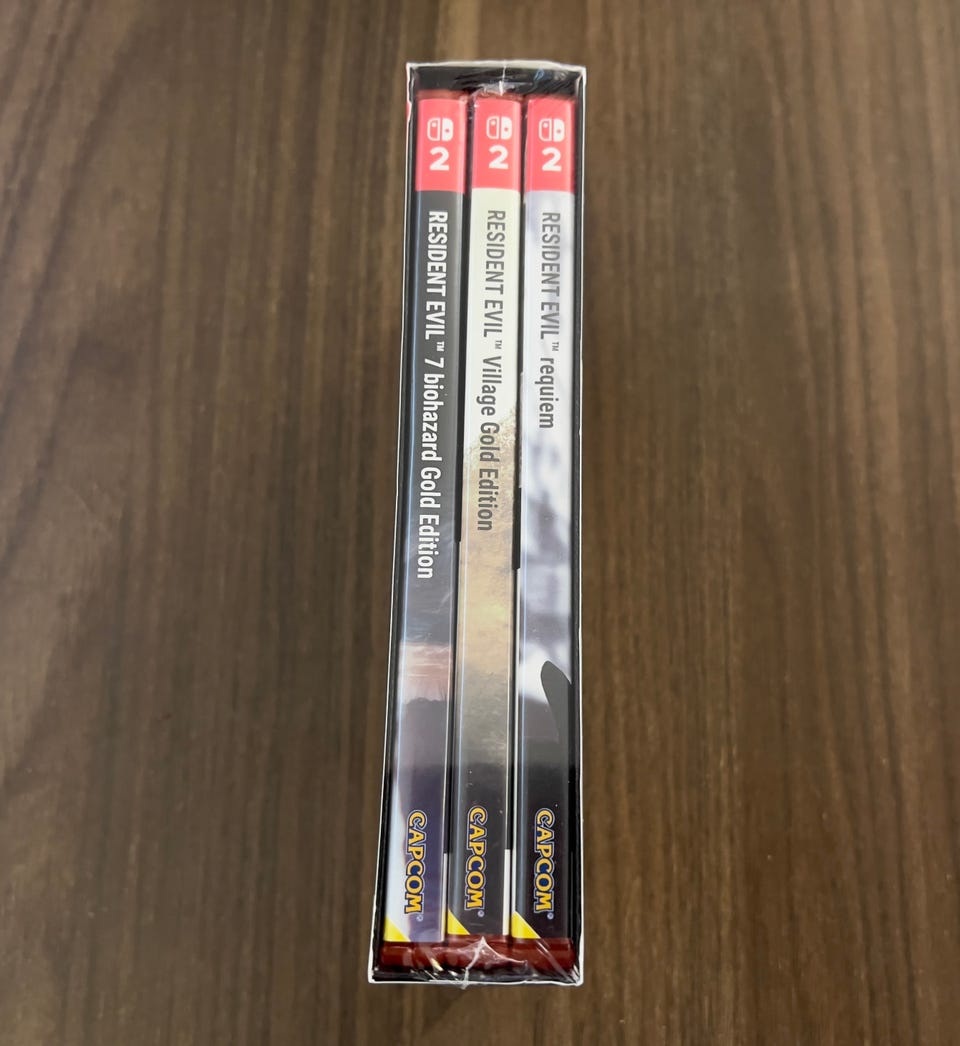 2
RESIDENT EVIL™ 7 biohazard Gold Edition
CAPCOM
2
RESIDENT EVIL™ Village Gold Edition
CAPCOM
2
RESIDENT EVIL™ requiem
CAPCOM